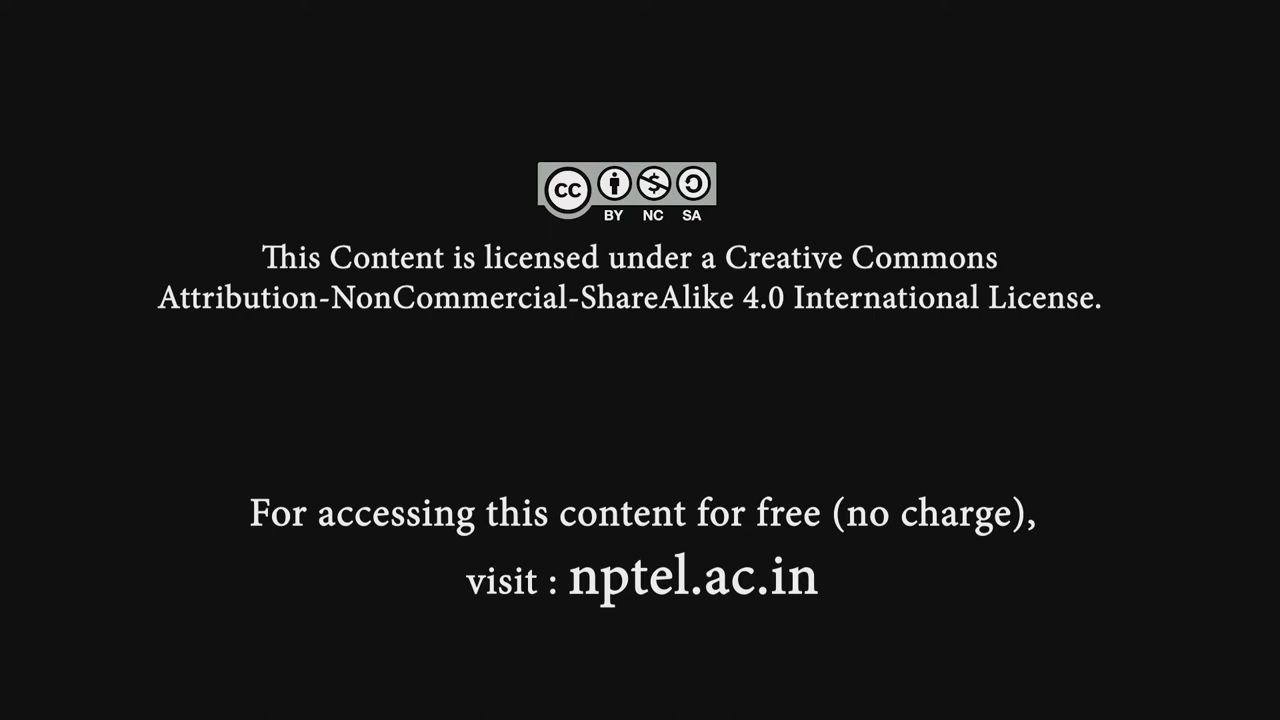 cc BY NC SA
This Content is licensed under a Creative Commons
Attribution-NonCommercial-ShareAlike 4.0 International License.
For accessing this content for free (no charge),
visit : nptel.ac.in